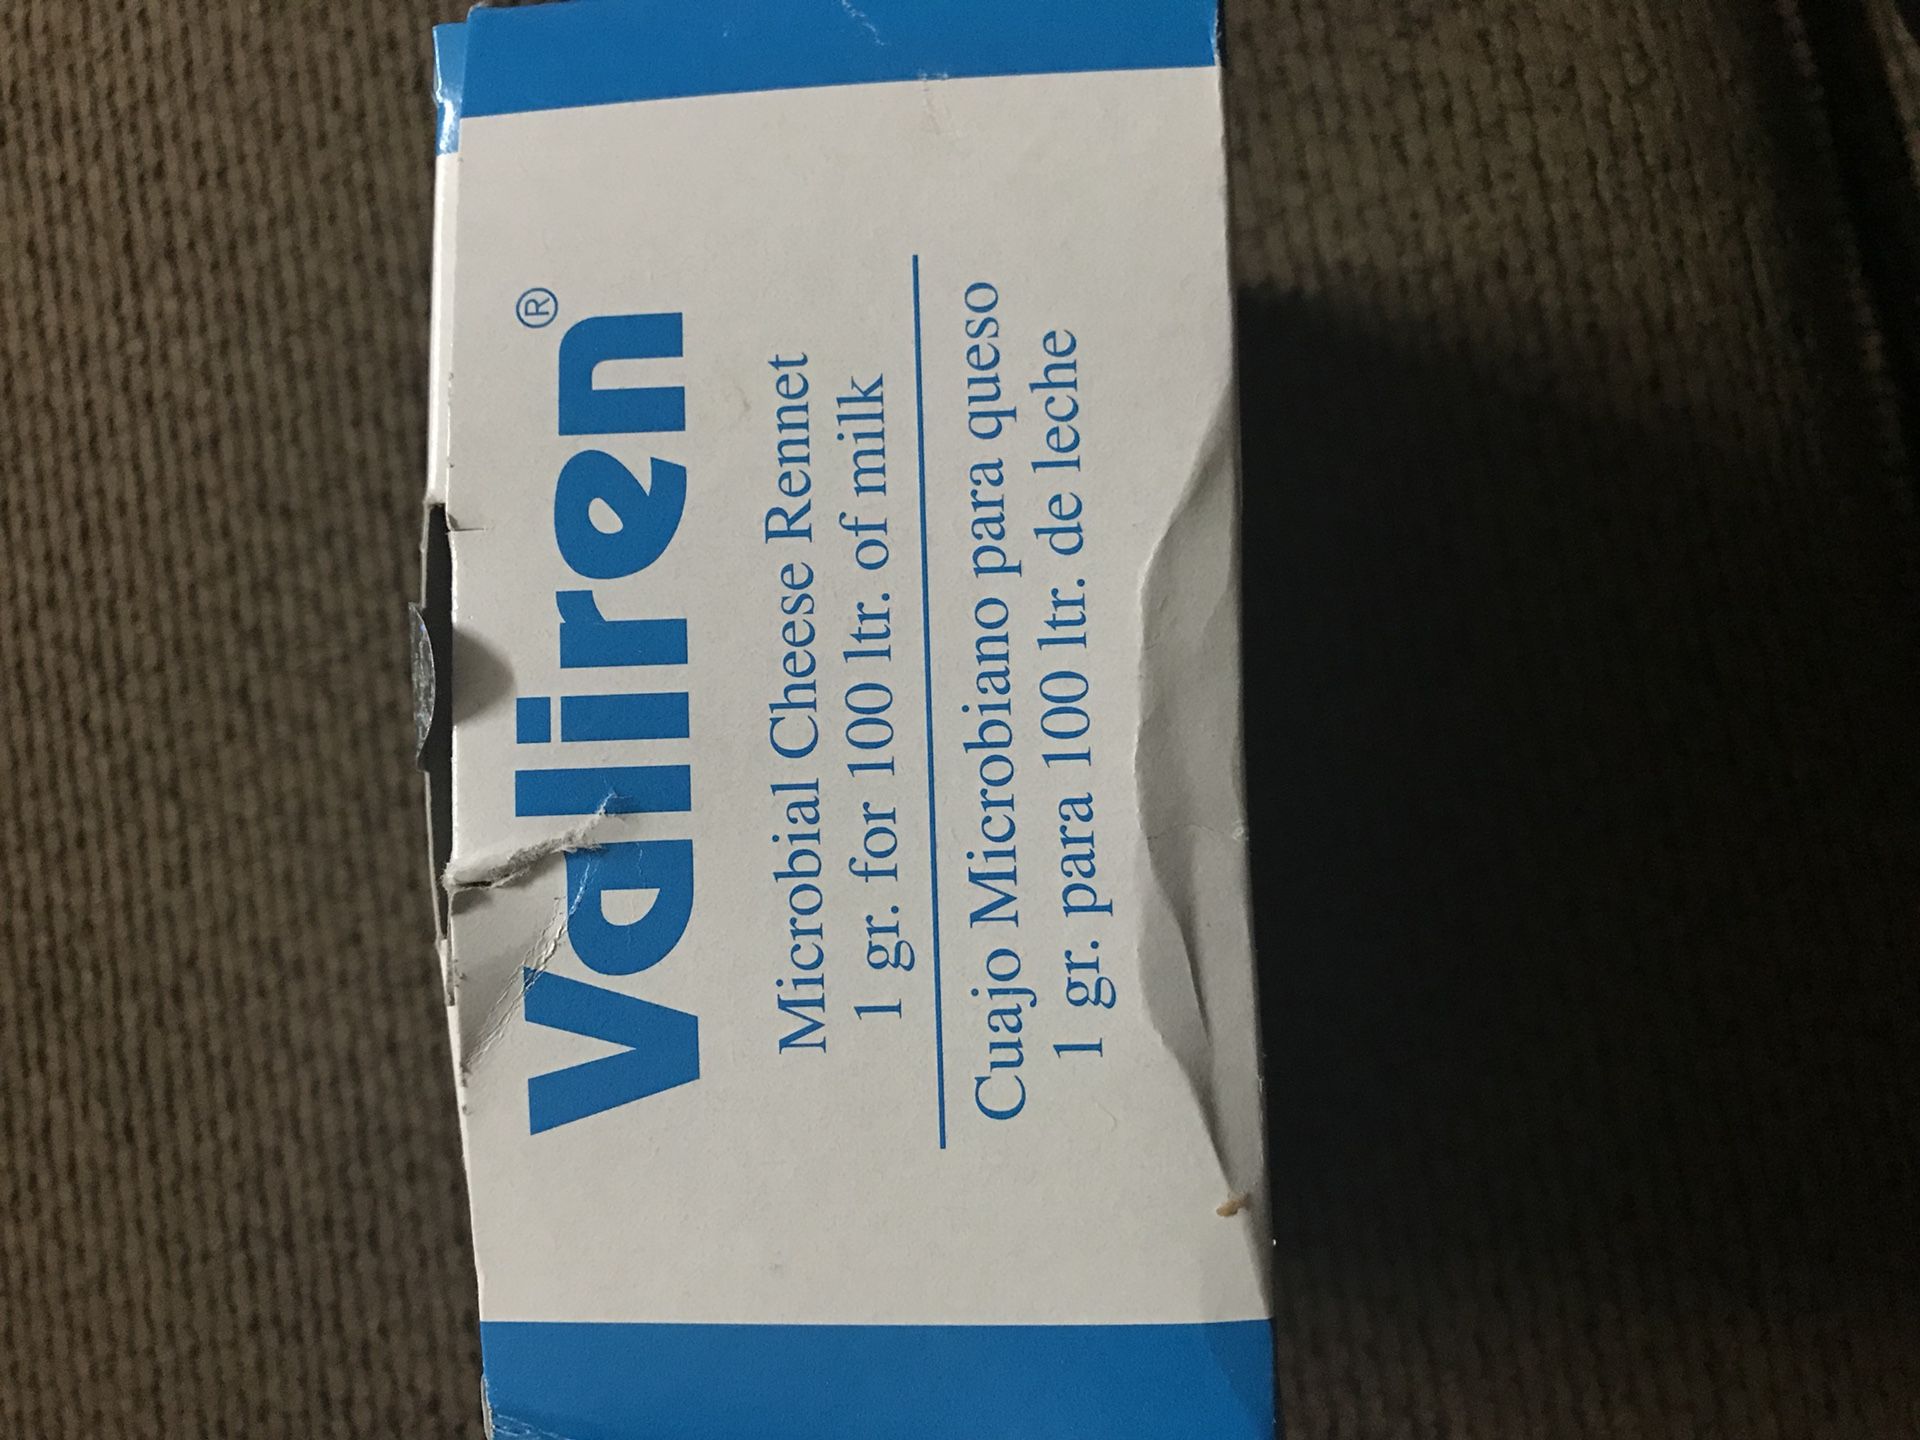 Valiren®
Microbial Cheese Rennet
1 gr. for 100 ltr. of milk
Cuajo Microbiano para queso
1 gr. para 100 ltr. de leche